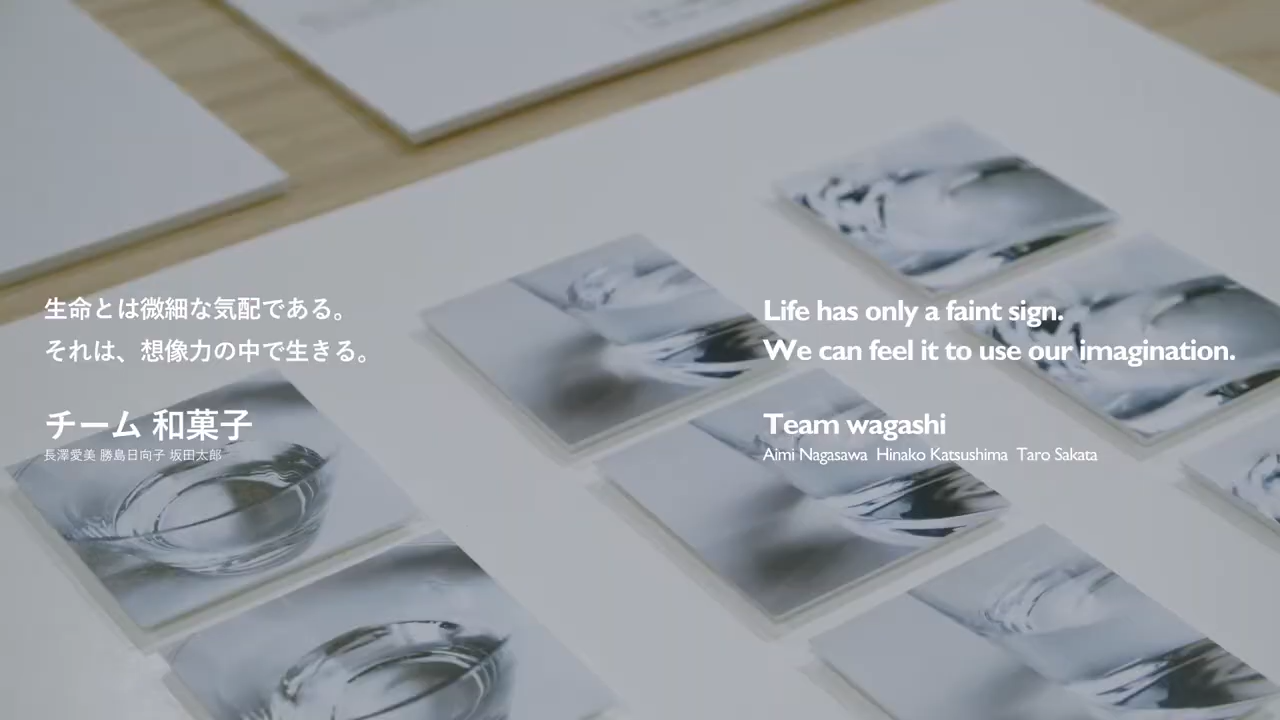 生命とは微細な気配である。
それは、想像力の中で生きる。
チーム 和菓子
長澤愛美 勝島日向子 坂田太郎
Life has only a faint sign.
We can feel it to use our imagination.
Team wagashi
Aimi Nagasawa Hinako Katsushima Taro Sakata